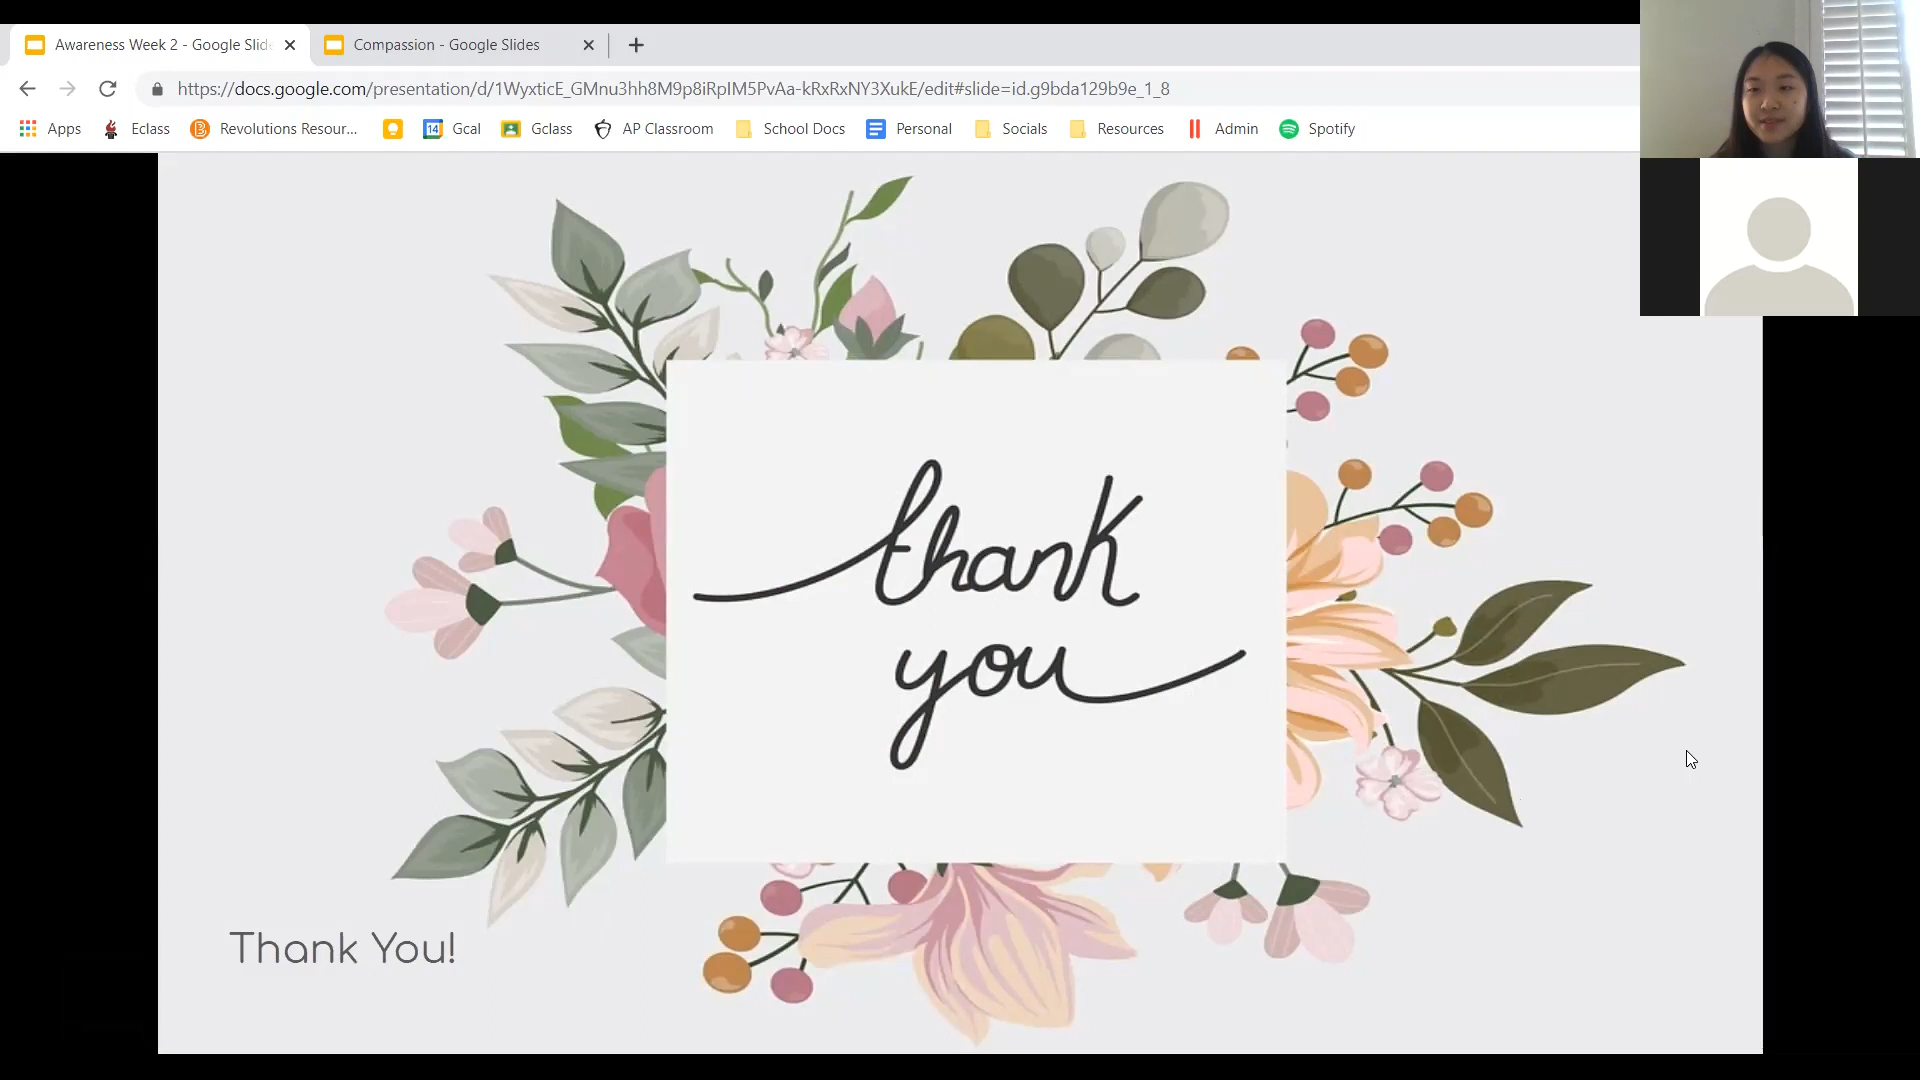 Awareness Week 2 - Google Slid
Compassion - Google Slides
https://docs.google.com/presentation/d/1WyxticE_GMnu3hh8M9p8iRpIM5PvAa-kRxRxNY3XukE/edit#slide=id.g9bda129b9e_1_8
Apps Eclass Revolutions Resour... 14 Gcal Gclass AP Classroom School Docs Personal Socials Resources Admin Spotify
thank
you
Thank You!